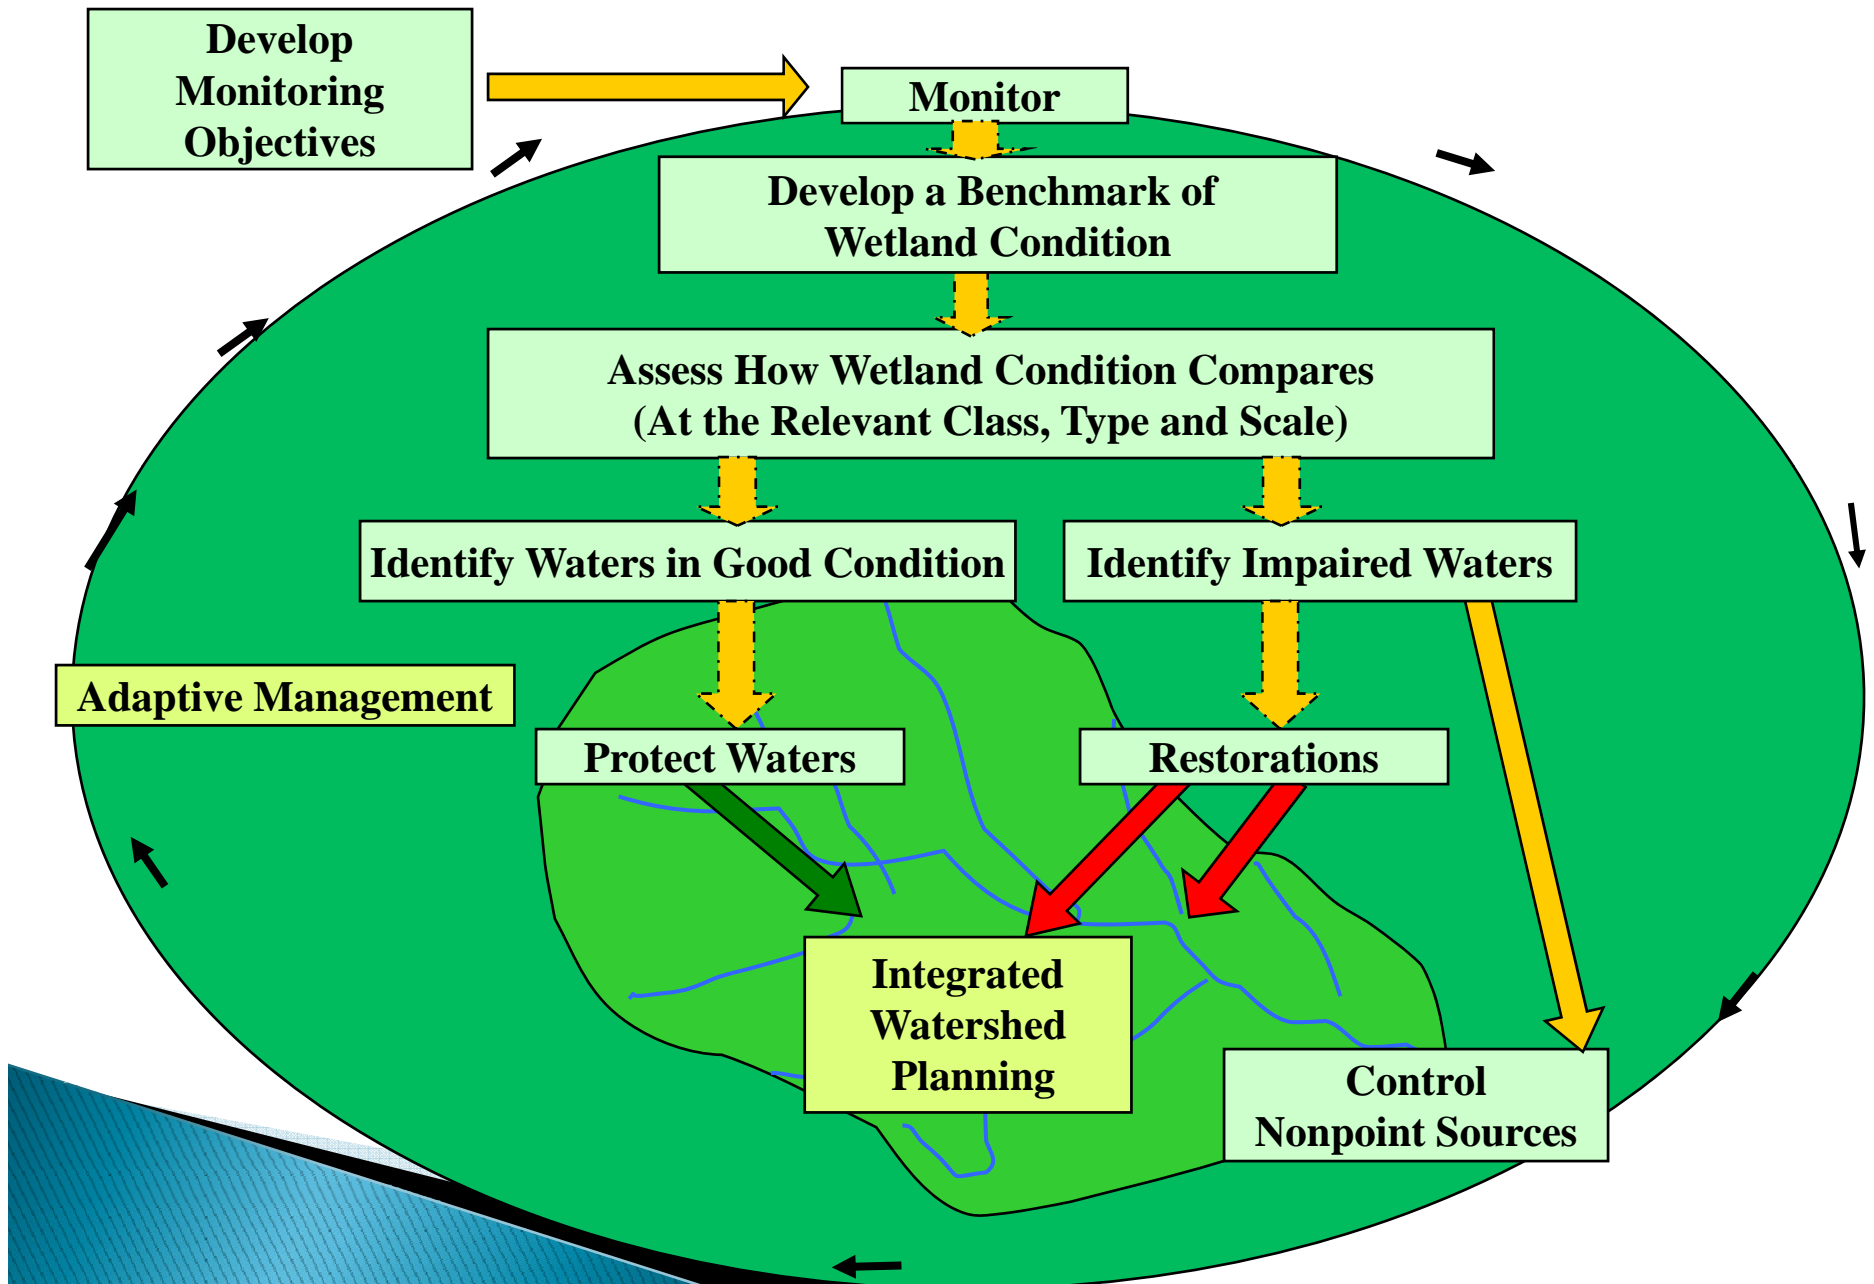 Develop
Monitoring
Objectives
Monitor
Develop a Benchmark of
Wetland Condition
Assess How Wetland Condition Compares
(At the Relevant Class, Type and Scale)
Identify Waters in Good Condition
Identify Impaired Waters
Adaptive Management
Protect Waters
Restorations
Integrated
Watershed
Planning
Control
Nonpoint Sources